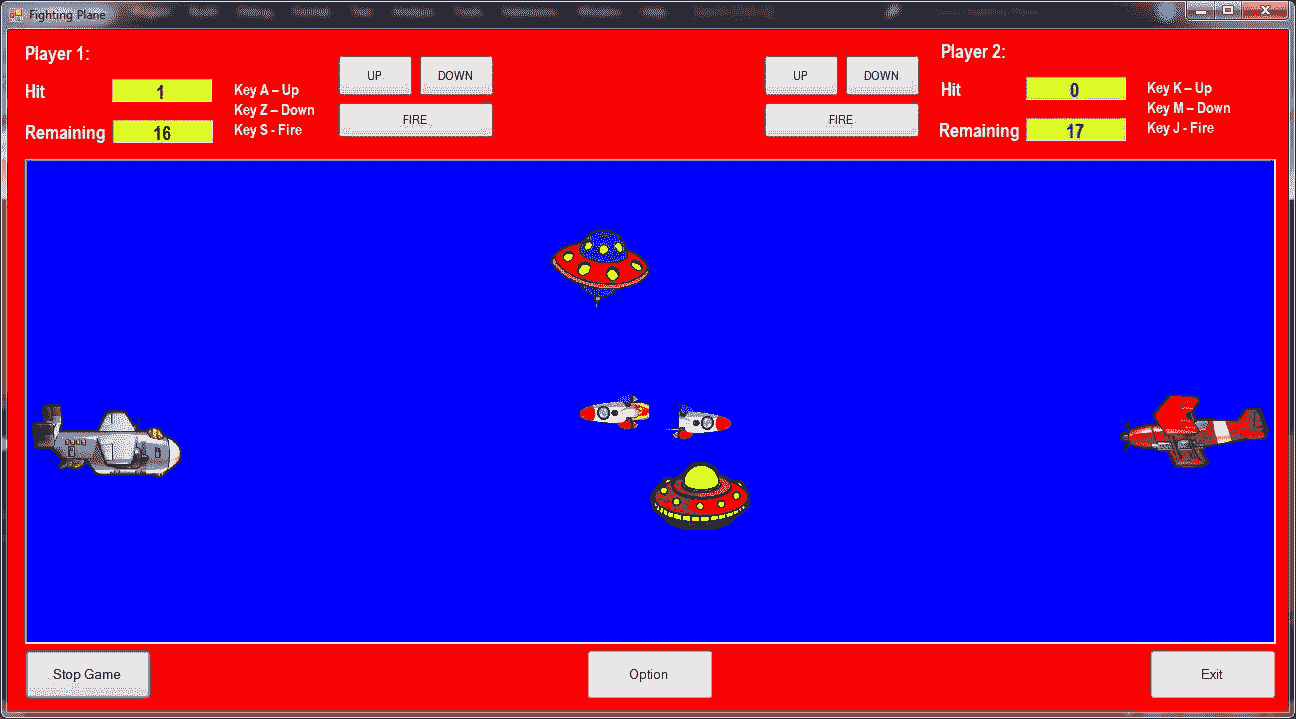 Fighting Plane
Player 1:
Hit
1
Remaining
16
Key A – Up
Key Z – Down
Key S - Fire
UP
DOWN
FIRE
UP
DOWN
FIRE
Player 2:
Hit
0
Remaining
17
Key K – Up
Key M – Down
Key J - Fire
Stop Game
Option
Exit